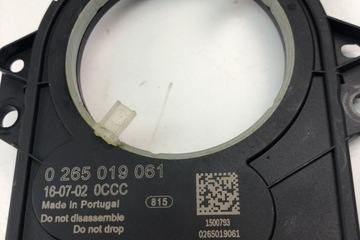 0 265 019 061
16-07-02 0CCC
Made in Portugal
815
Do not disassemble
Do not drop
1500793
0265019061